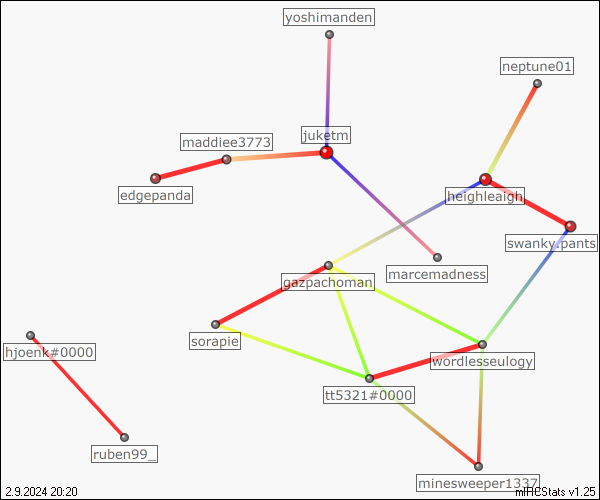 yoshimanden
neptune01
juketm
maddiee3773
edgepanda
heighleaigh
swanky.pants
marcemadness
gazpachoman
sorapie
hjoenk#0000
wordlesseulogy
tt5321#0000
ruben99_
minesweeper1337
2.9.2024 20:20
mIRCStats v1.25